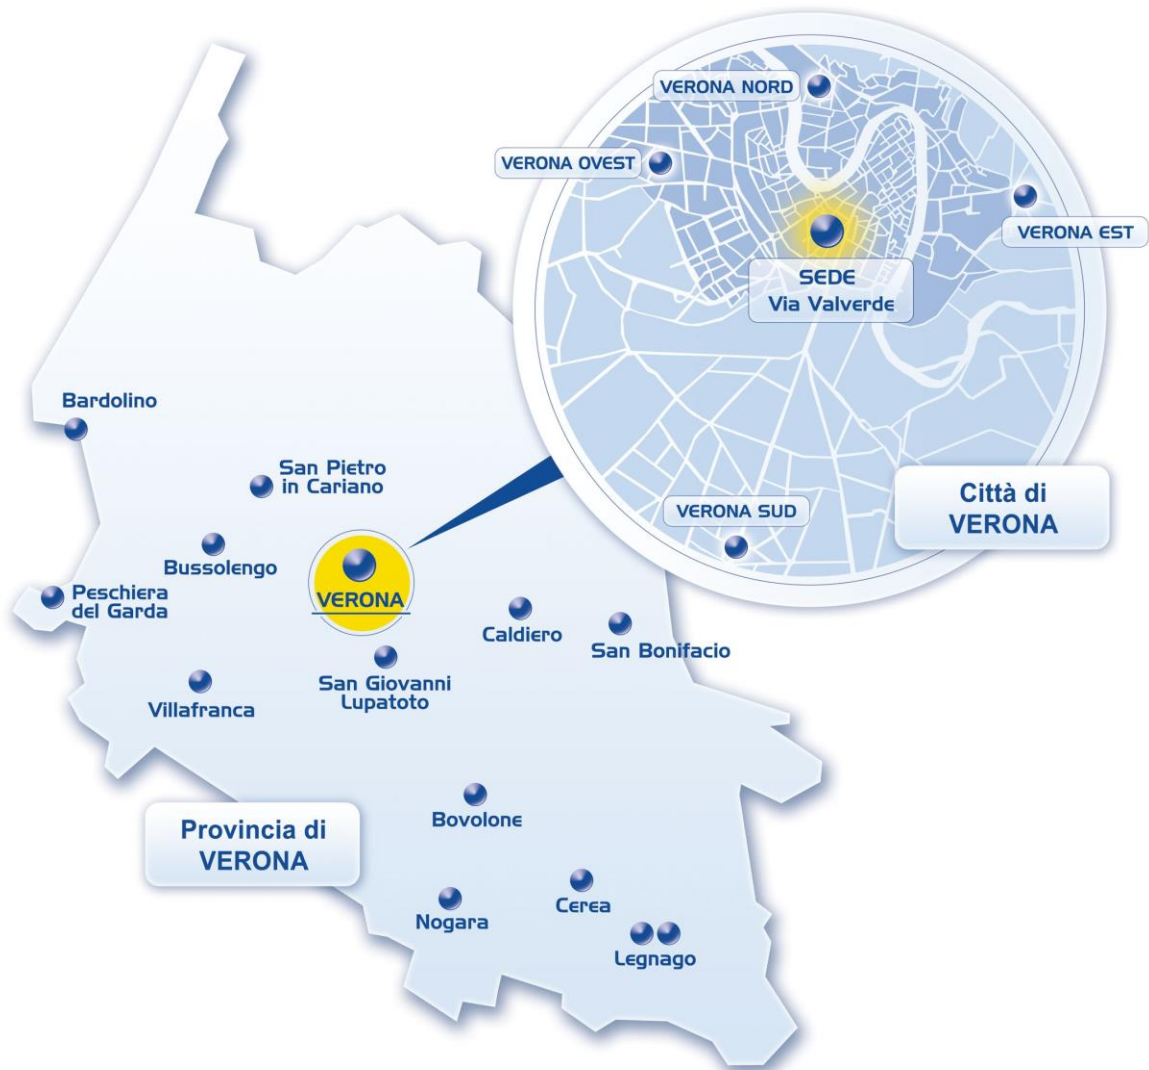 VERONA NORD
VERONA OVEST
VERONA EST
SEDE
Via Valverde
VERONA SUD
Città di
VERONA
Bardolino
San Pietro
in Cariano
Bussolengo
Peschiera
del Garda
VERONA
Caldiero
San Bonifacio
San Giovanni
Lupatoto
Villafranca
Provincia di
VERONA
Bovolone
Nogara
Cerea
Legnago